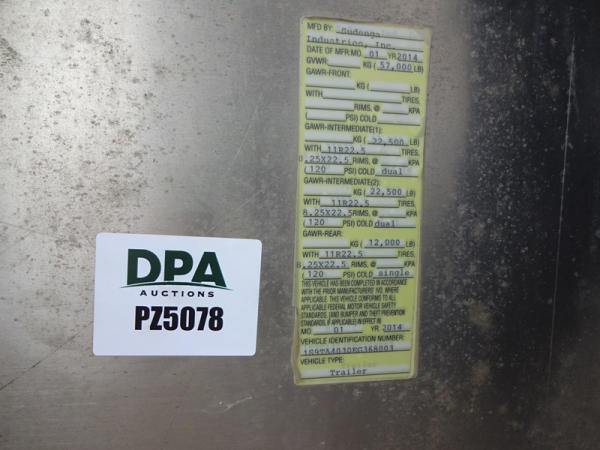 MFD BY: Sudenga
Industries, Inc.
DATE OF MFR: MO. 01 YR 2014
GVWR: KG ( 57,000 LB)
GAWR-FRONT:
KG ( LB)
WITH TIRES,
RIMS, @ KPA
( PSI) COLD
GAWR-INTERMEDIATE(1):
KG ( 22,500 LB)
WITH 11R22.5 TIRES,
8.25X22.5 RIMS, @ KPA
( 120 PSI) COLD dual
GAWR-INTERMEDIATE(2):
KG ( 22,500 LB)
WITH 11R22.5 TIRES,
8.25X22.5 RIMS, @ KPA
( 120 PSI) COLD dual
GAWR-REAR:
KG ( 12,000 LB)
WITH 11R22.5 TIRES,
8.25X22.5 RIMS, @ KPA
( 120 PSI) COLD single
THIS VEHICLE HAS BEEN COMPLETED IN ACCORDANCE
WITH THE PRIOR MANUFACTURERS' IVD, WHERE
APPLICABLE. THIS VEHICLE CONFORMS TO ALL
APPLICABLE FEDERAL MOTOR VEHICLE SAFETY
STANDARDS, (AND BUMPER AND THEFT PREVENTION
STANDARDS, IF APPLICABLE) IN EFFECT IN
MO 01 YR 2014
VEHICLE IDENTIFICATION NUMBER:
VEHICLE TYPE:
Trailer
DPA
AUCTIONS
PZ5078